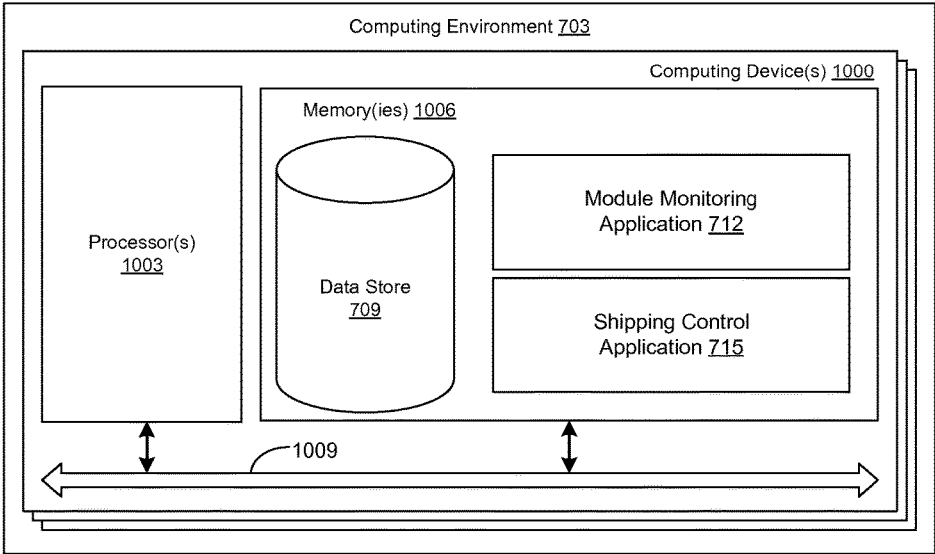 Computing Environment 703
Computing Device(s) 1000
Memory(ies) 1006
Processor(s)
1003
Data Store
709
Module Monitoring
Application 712
Shipping Control
Application 715
1009